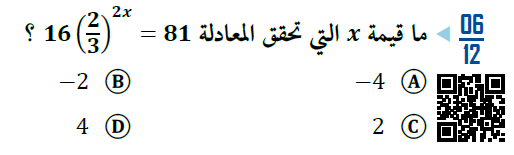 06/12 ما قيمة x التي تحقق المعادلة 16(2/3)^{2x} = 81 ؟
A −4 B −2
C 2 D 4